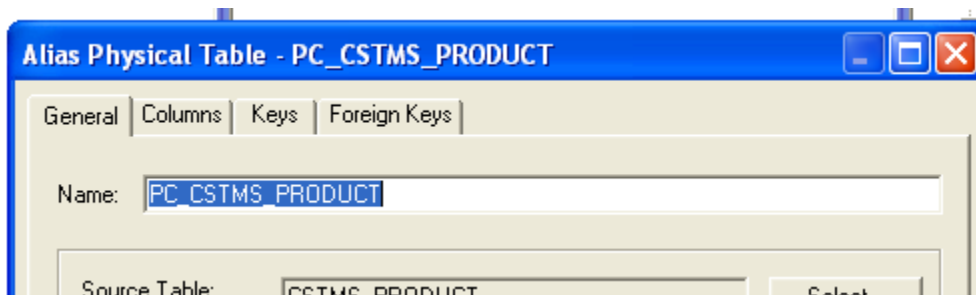 Alias Physical Table - PC_CSTMS_PRODUCT
General Columns Keys Foreign Keys
Name: PC_CSTMS_PRODUCT
Source Table: CSTMS_PRODUCT Select...